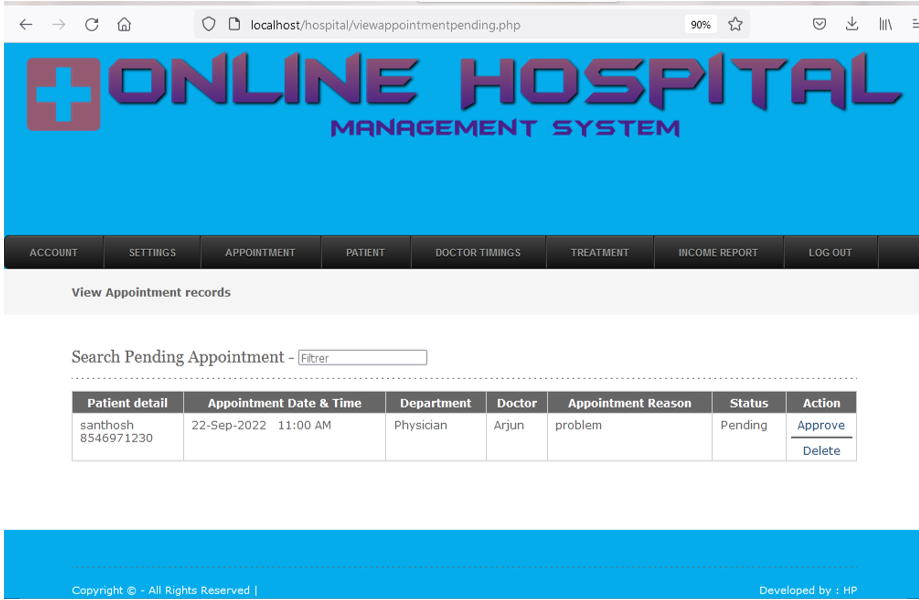 localhost/hospital/viewappointmentpending.php 90%
ONLINE HOSPITAL
MANAGEMENT SYSTEM
ACCOUNT SETTINGS APPOINTMENT PATIENT DOCTOR TIMINGS TREATMENT INCOME REPORT LOG OUT
View Appointment records
Search Pending Appointment - Filtrer
Patient detail Appointment Date & Time Department Doctor Appointment Reason Status Action
santhosh 22-Sep-2022 11:00 AM Physician Arjun problem Pending Approve
8546971230
Delete
Copyright © - All Rights Reserved | Developed by : HP